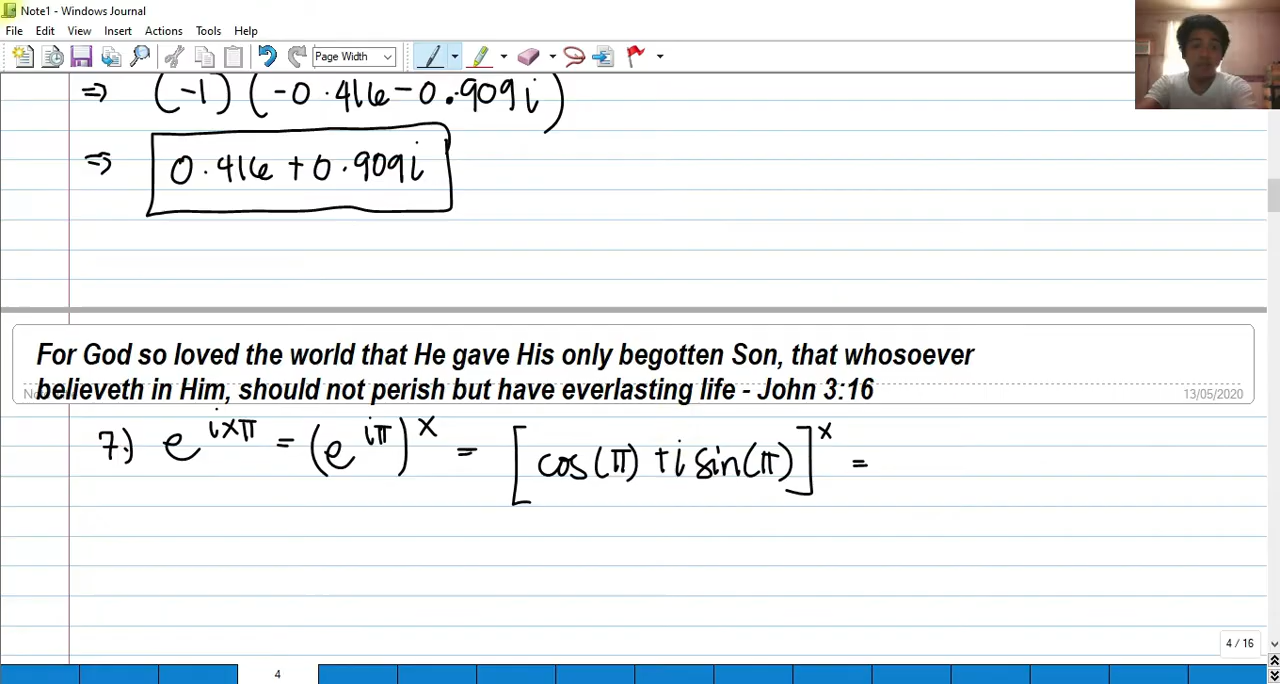 Note1 - Windows Journal
File Edit View Insert Actions Tools Help
Page Width
⇒ (-1) (-0.416-0.909i)
⇒ 0.416+0.909i
For God so loved the world that He gave His only begotten Son, that whosoever
believeth in Him, should not perish but have everlasting life - John 3:16
13/05/2020
7.) e^{ixπ} = (e^{iπ})^x = [cos(π) + i sin(π)]^x =
4 / 16
4